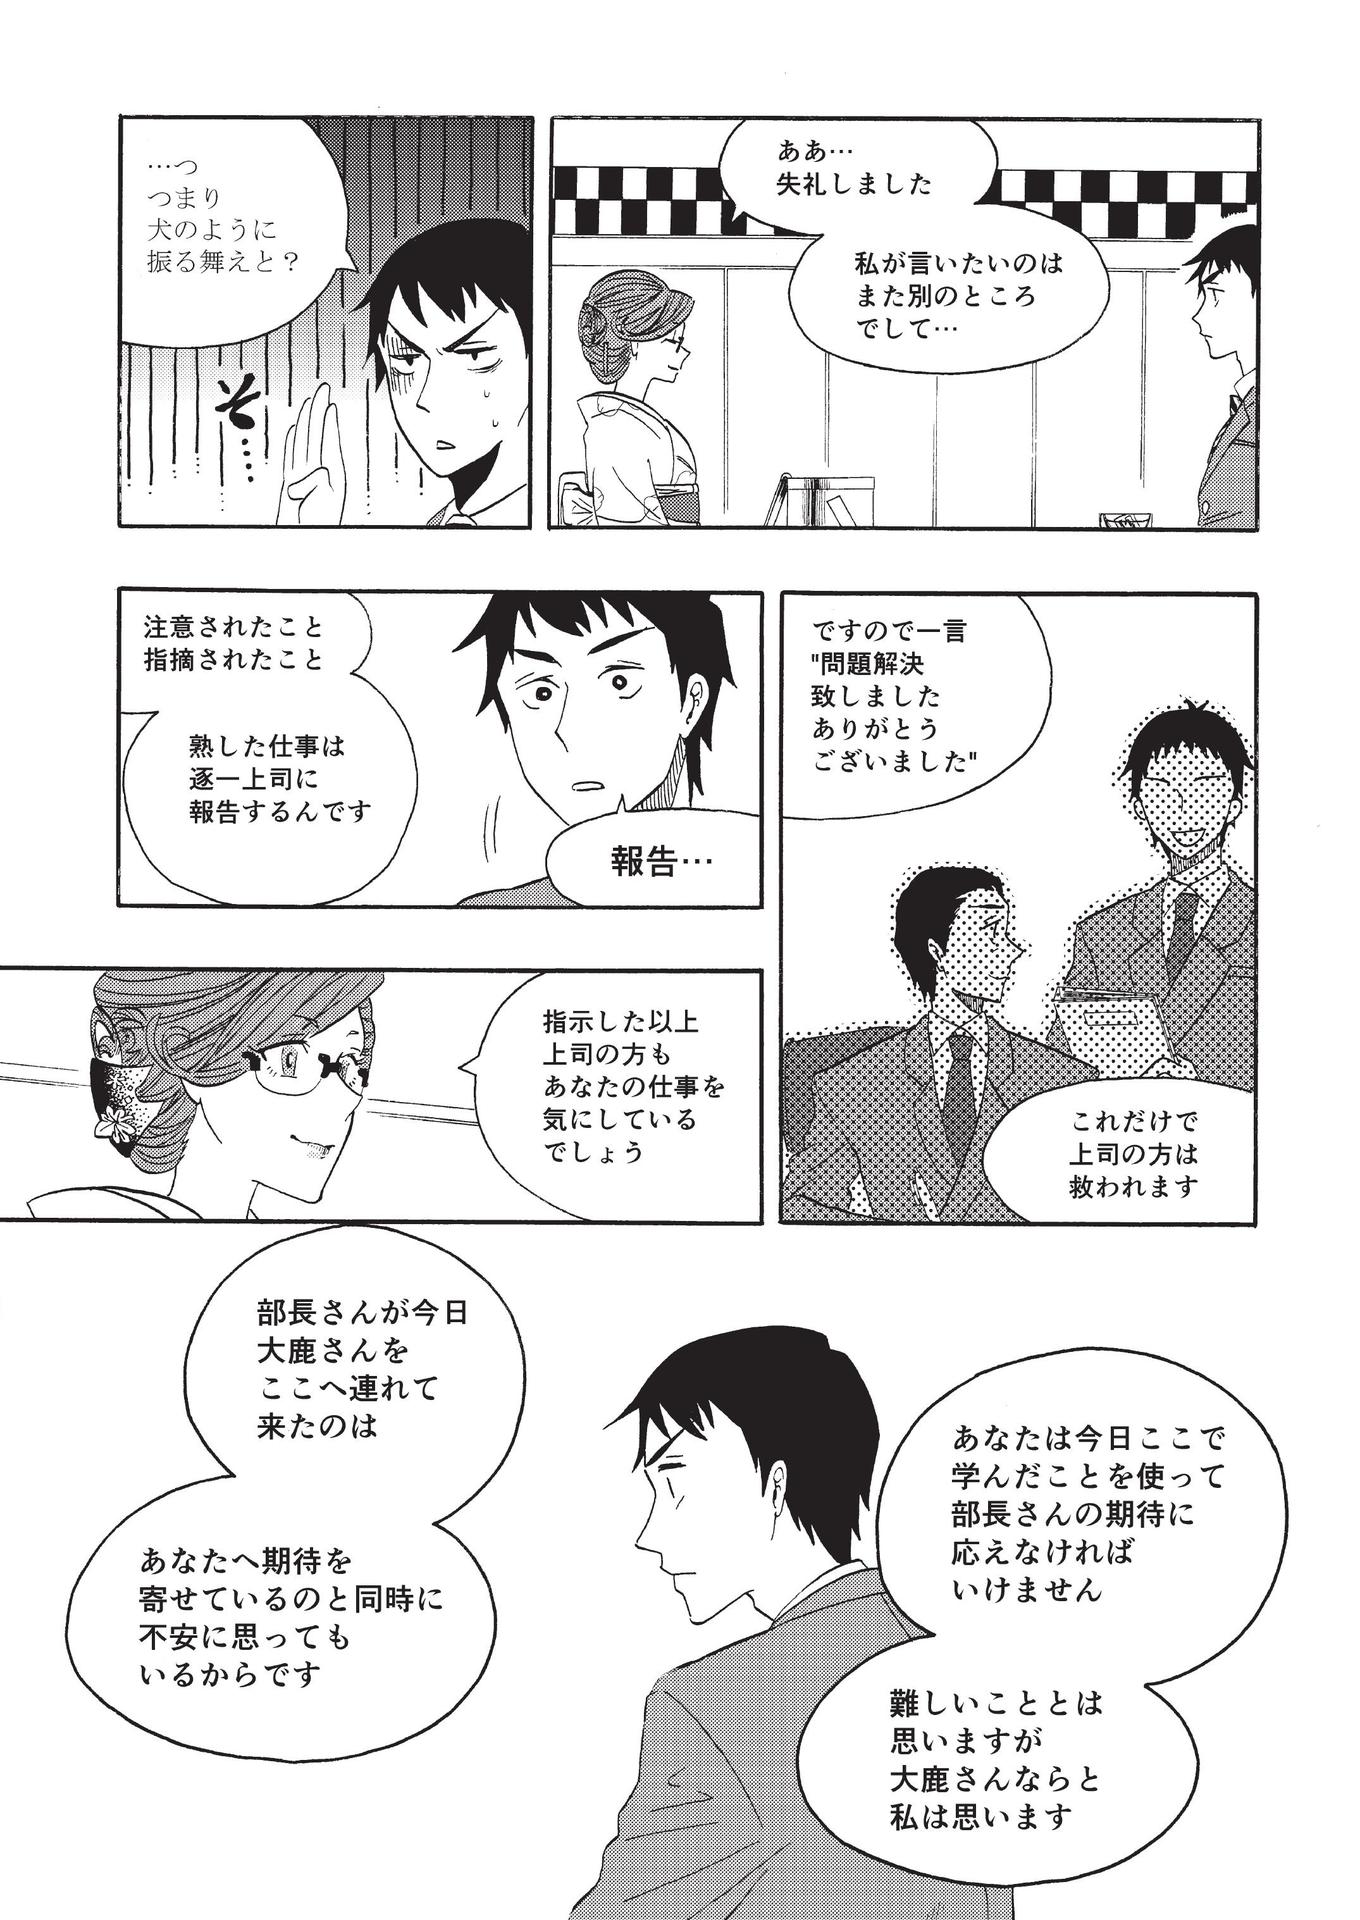 …つ
つまり
犬のように
振る舞えと？
そ…
ああ…
失礼しました
私が言いたいのは
また別のところ
でして…
注意されたこと
指摘されたこと
熟した仕事は
逐一上司に
報告するんです
報告…
指示した以上
上司の方も
あなたの仕事を
気にしている
でしょう
ですので一言
"問題解決
致しました
ありがとう
ございました"
これだけで
上司の方は
救われます
部長さんが今日
大鹿さんを
ここへ連れて
来たのは
あなたへ期待を
寄せているのと同時に
不安に思っても
いるからです
あなたは今日ここで
学んだことを使って
部長さんの期待に
応えなければ
いけません
難しいこととは
思いますが
大鹿さんならと
私は思います